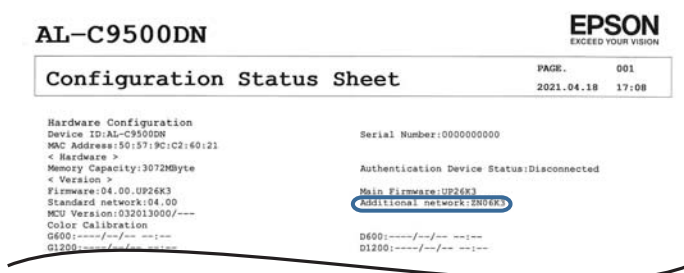 AL-C9500DN
EPSON
EXCEED YOUR VISION
Configuration Status Sheet
PAGE. 001
2021.04.18 17:08
Hardware Configuration
Device ID:AL-C9500DN Serial Number:0000000000
MAC Address:50:57:9C:C2:60:21
< Hardware >
Memory Capacity:3072MByte Authentication Device Status:Disconnected
< Version >
Firmware:04.00.UP26K3 Main Firmware:UP26K3
Standard network:04.00 Additional network:ZN06K3
MCU Version:032013000/---
Color Calibration
G600:----/--/-- --:-- D600:----/--/-- --:--
G1200:----/--/-- --:-- D1200:----/--/-- --:--